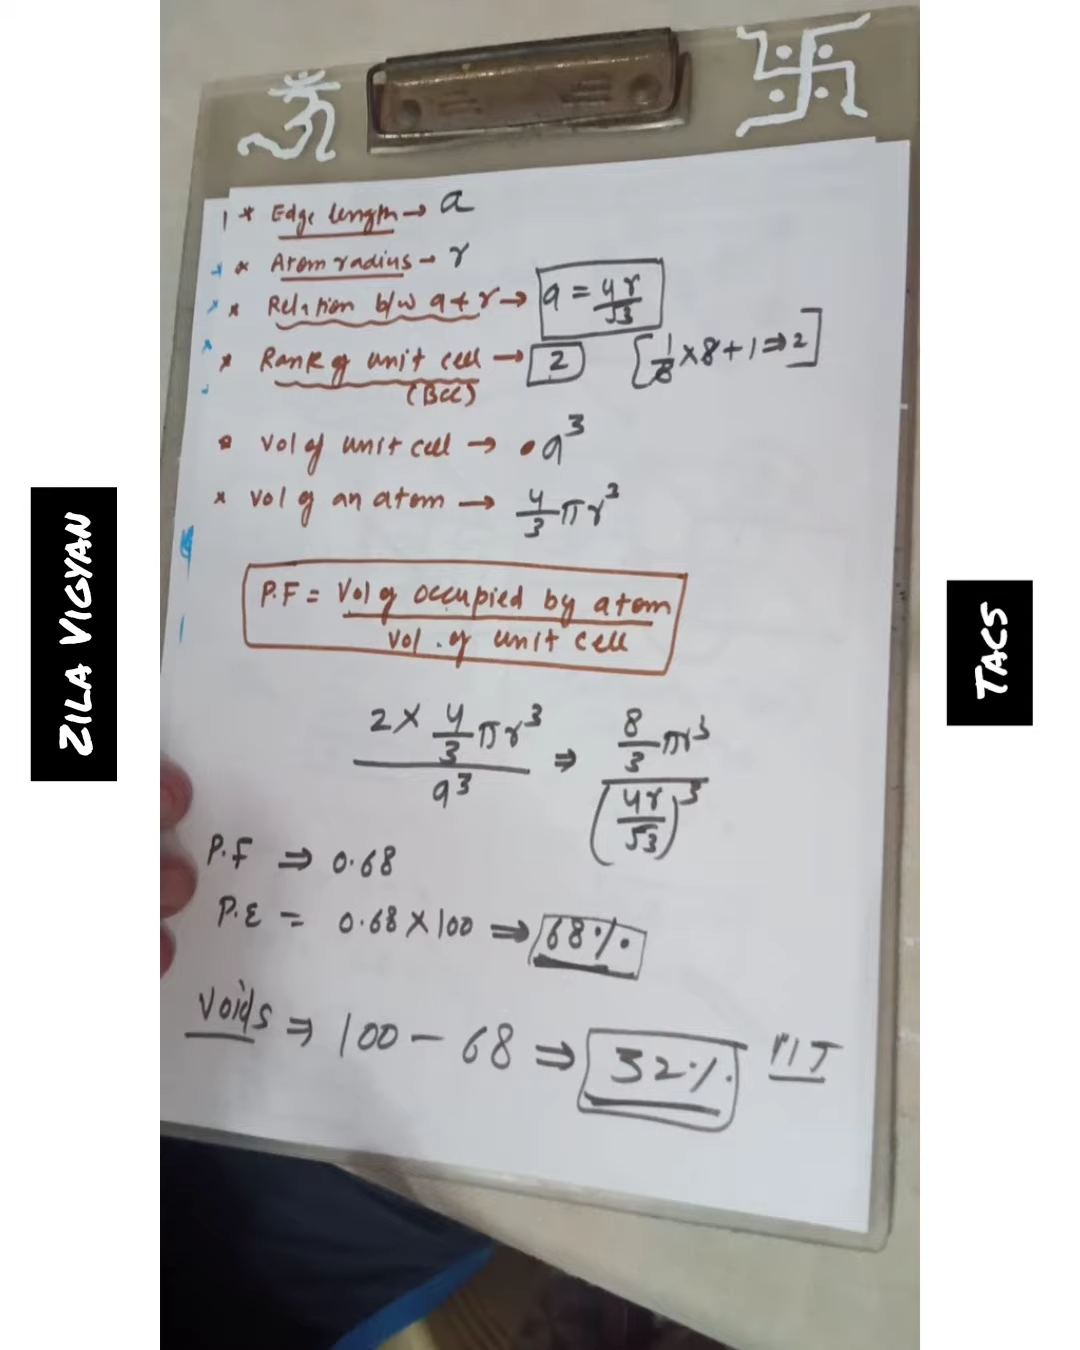 ॐ
1 * Edge length → a
* Atom radius → r
* Relation b/w a & r → a = 4r/√3
* Rank of unit cell → 2 [1/8 × 8 + 1 ⇒ 2]
(BCC)
* Vol of unit cell → a³
* Vol of an atom → 4/3 πr³
P.F = Vol of occupied by atom
vol. of unit cell
2 × 4/3 πr³ / a³ ⇒ 8/3 πr³ / (4r/√3)³
P.F ⇒ 0.68
P.E = 0.68 × 100 ⇒ 68%
Voids ⇒ 100 – 68 ⇒ 32%
ZILA VIGYAN
TACS